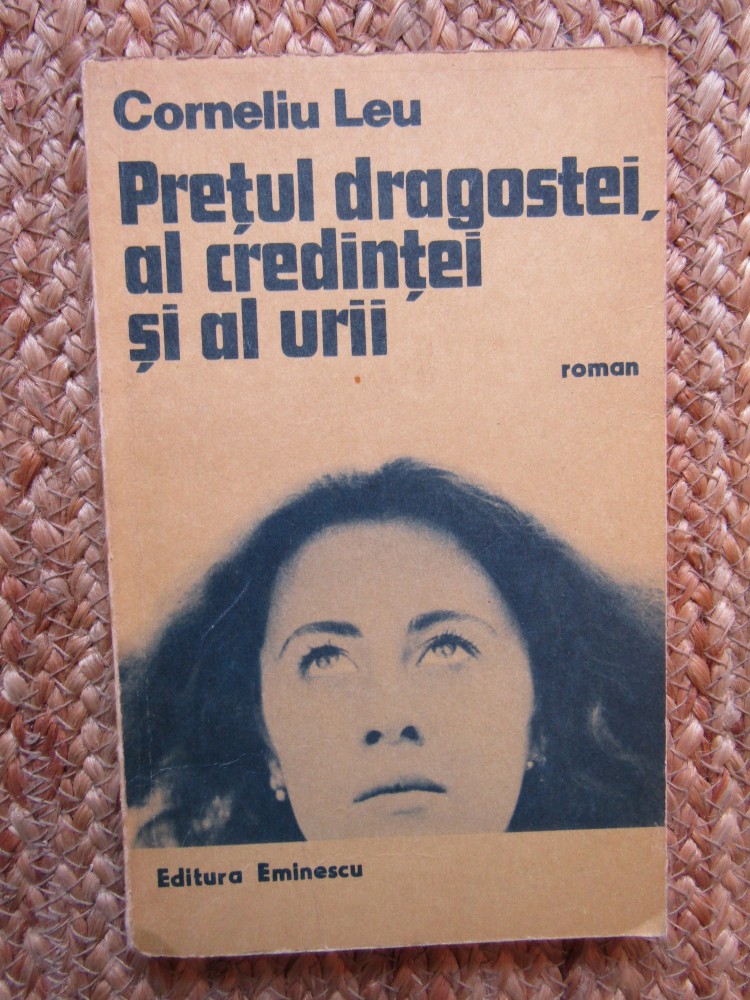 Corneliu Leu
Prețul dragostei,
al credinței
și al urii
roman
Editura Eminescu